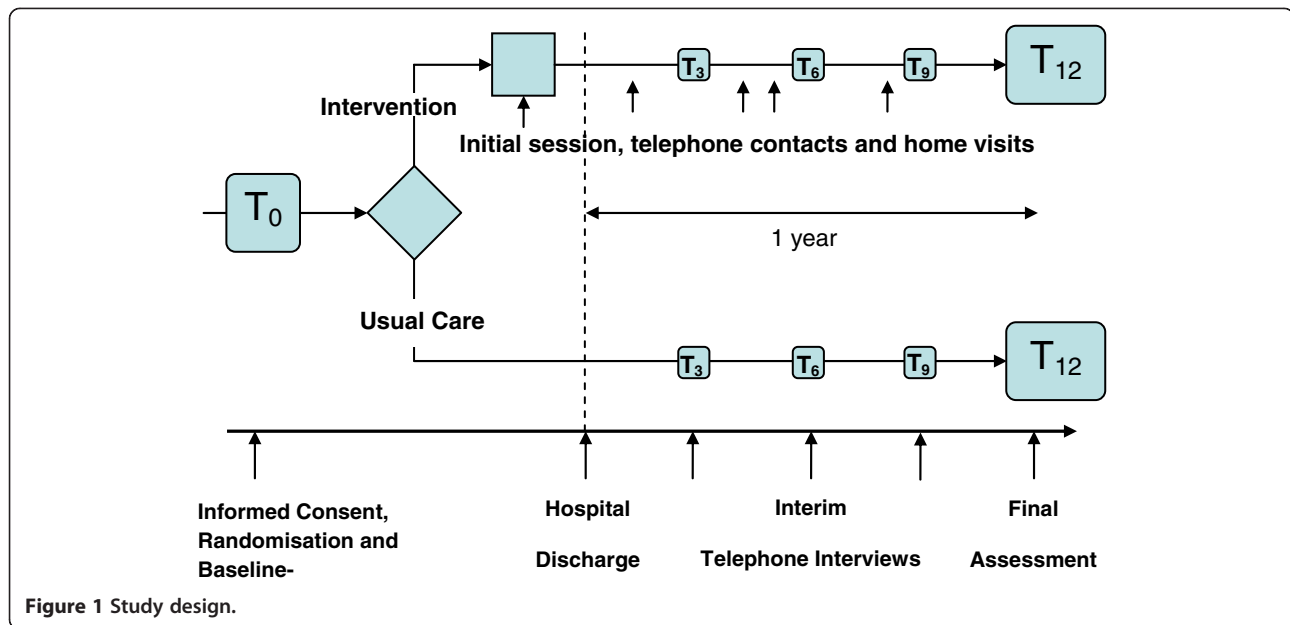 T3 T6 T9 T12
Intervention
Initial session, telephone contacts and home visits
T0
1 year
Usual Care
T3 T6 T9 T12
Informed Consent,
Randomisation and
Baseline-
Hospital
Discharge
Interim
Telephone Interviews
Final
Assessment
Figure 1 Study design.